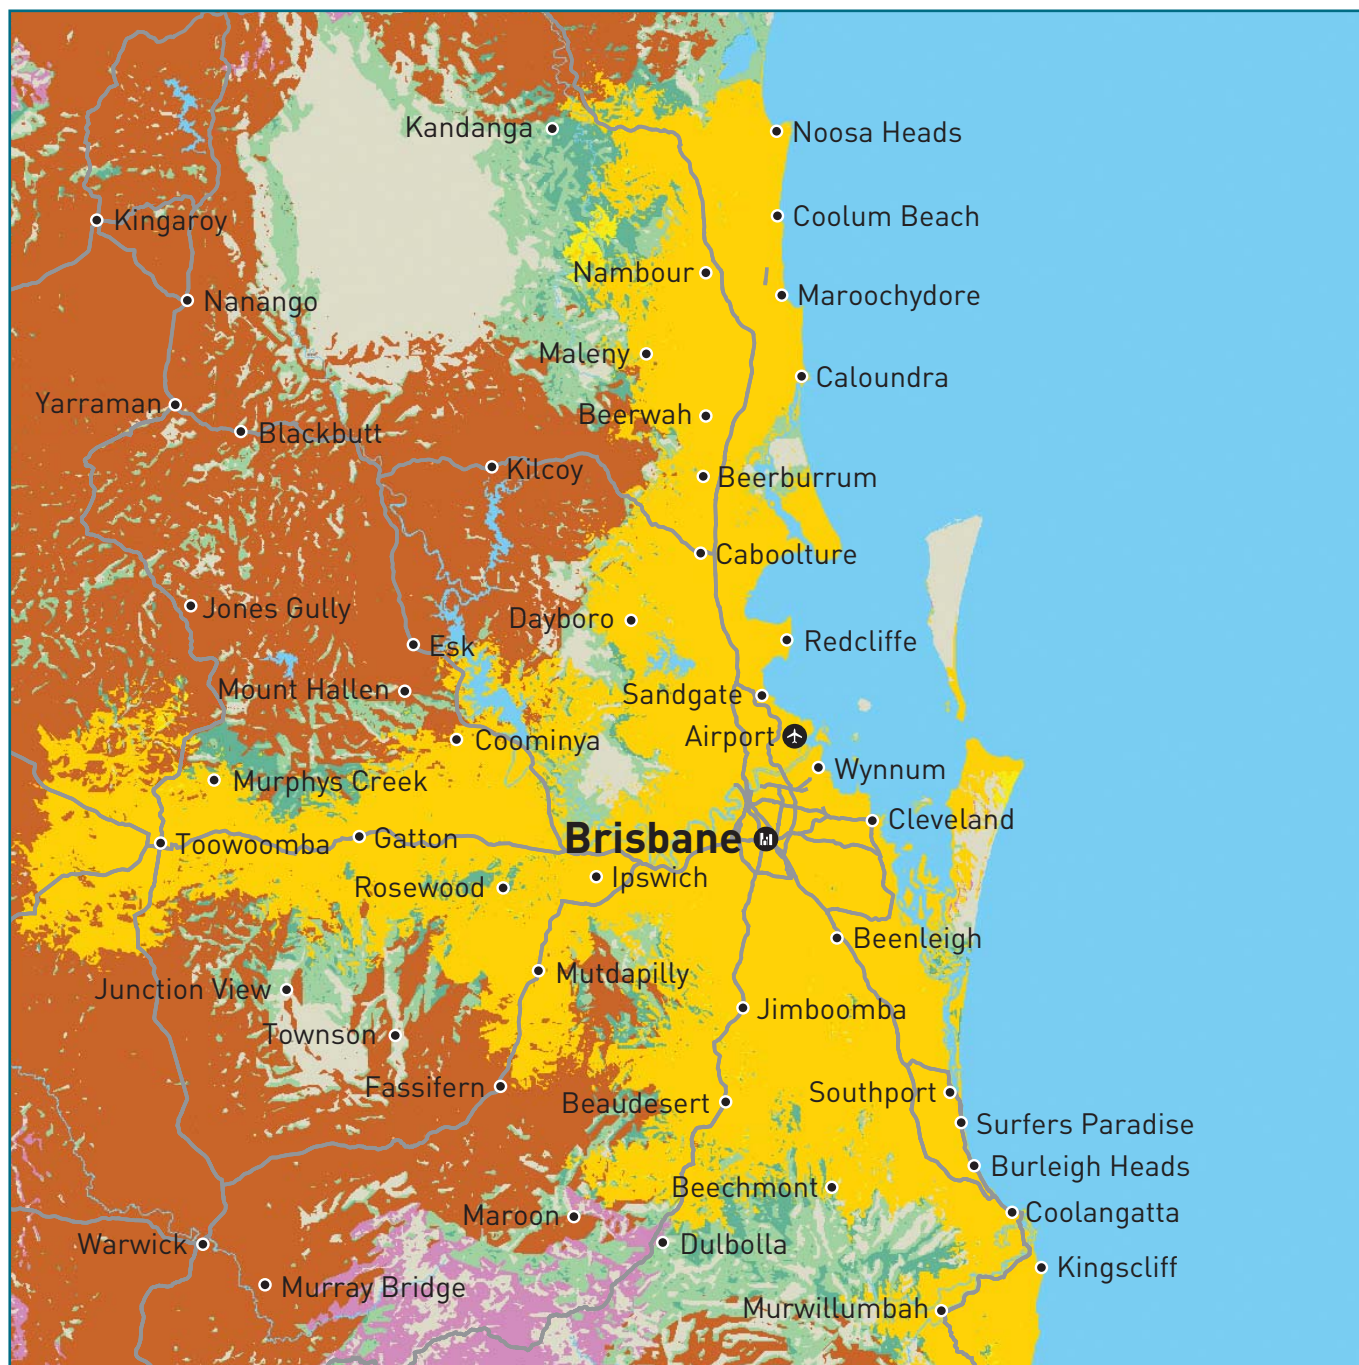 Kandanga
Noosa Heads
Kingaroy
Coolum Beach
Nambour
Nanango
Maroochydore
Maleny
Caloundra
Yarraman
Beerwah
Blackbutt
Kilcoy
Beerburrum
Caboolture
Jones Gully
Dayboro
Esk
Redcliffe
Mount Hallen
Sandgate
Coominya
Airport
Wynnum
Murphys Creek
Cleveland
Toowoomba
Gatton
Brisbane
Rosewood
Ipswich
Beenleigh
Mutdapilly
Junction View
Jimboomba
Townson
Fassifern
Southport
Beaudesert
Surfers Paradise
Burleigh Heads
Beechmont
Maroon
Coolangatta
Warwick
Dulbolla
Kingscliff
Murray Bridge
Murwillumbah